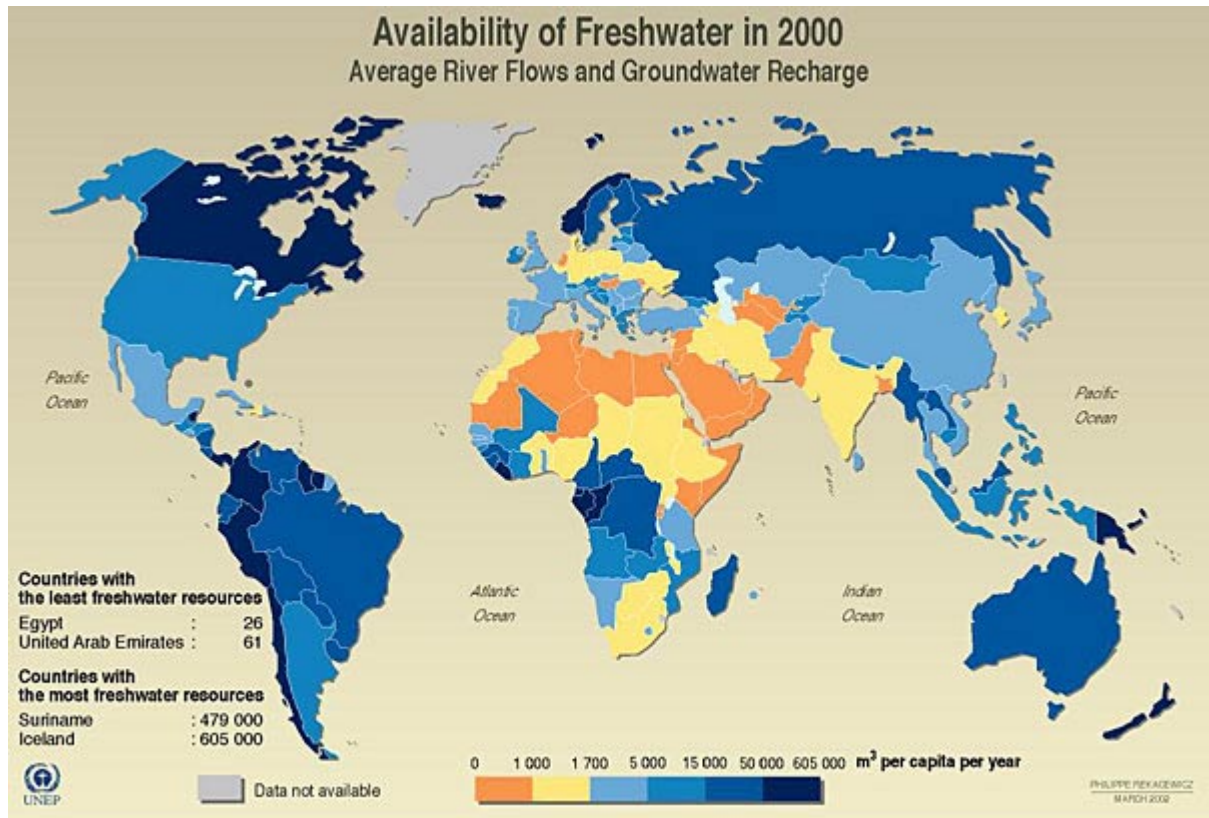 Availability of Freshwater in 2000
Average River Flows and Groundwater Recharge
Pacific
Ocean
Pacific
Ocean
Atlantic
Ocean
Indian
Ocean
Countries with
the least freshwater resources
Egypt : 26
United Arab Emirates : 61
Countries with
the most freshwater resources
Suriname : 479 000
Iceland : 605 000
0 1 000 1 700 5 000 15 000 50 000 605 000 m³ per capita per year
Data not available
UNEP
PHILIPPE REKACEWICZ
MARCH 2002